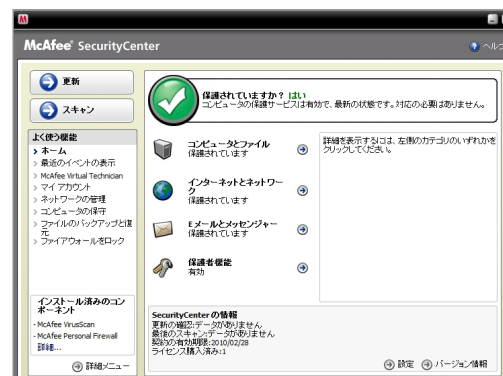 McAfee® SecurityCenter
ヘルプ
更新
スキャン
よく使う機能
ホーム
最近のイベントの表示
McAfee Virtual Technician
マイ アカウント
ネットワークの管理
コンピュータの保守
ファイルのバックアップと復
元
ファイアウォールをロック
インストール済みのコン
ポーネント
- McAfee VirusScan
- McAfee Personal Firewall
詳細...
詳細メニュー
保護されていますか? はい
コンピュータの保護サービスは有効で、最新の状態です。対応の必要はありません。
コンピュータとファイル
保護されています
インターネットとネットワー
ク
保護されています
Eメールとメッセンジャー
保護されています
保護者機能
有効
詳細を表示するには、左側のカテゴリのいずれかを
クリックしてください。
SecurityCenter の情報
更新の確認:データがありません
最後のスキャン:データがありません
契約の有効期限:2010/02/28
ライセンス購入済み:1
設定
バージョン情報